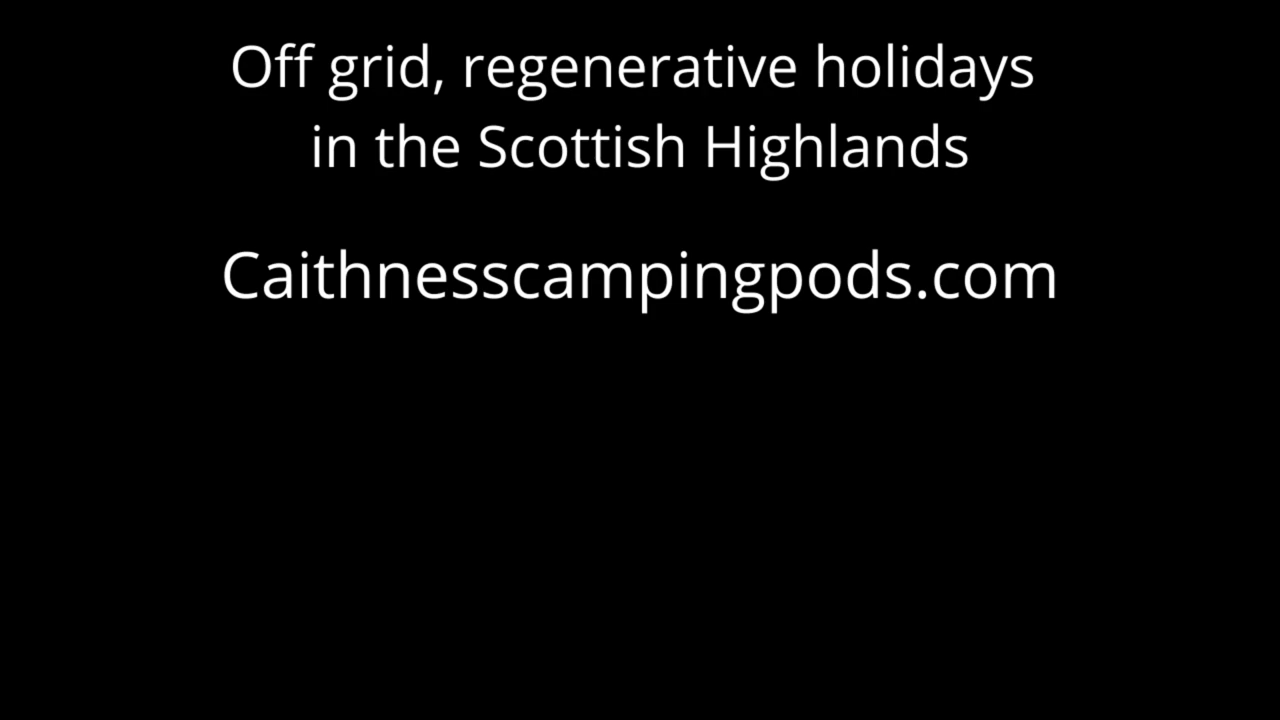 Off grid, regenerative holidays
in the Scottish Highlands
Caithnesscampingpods.com